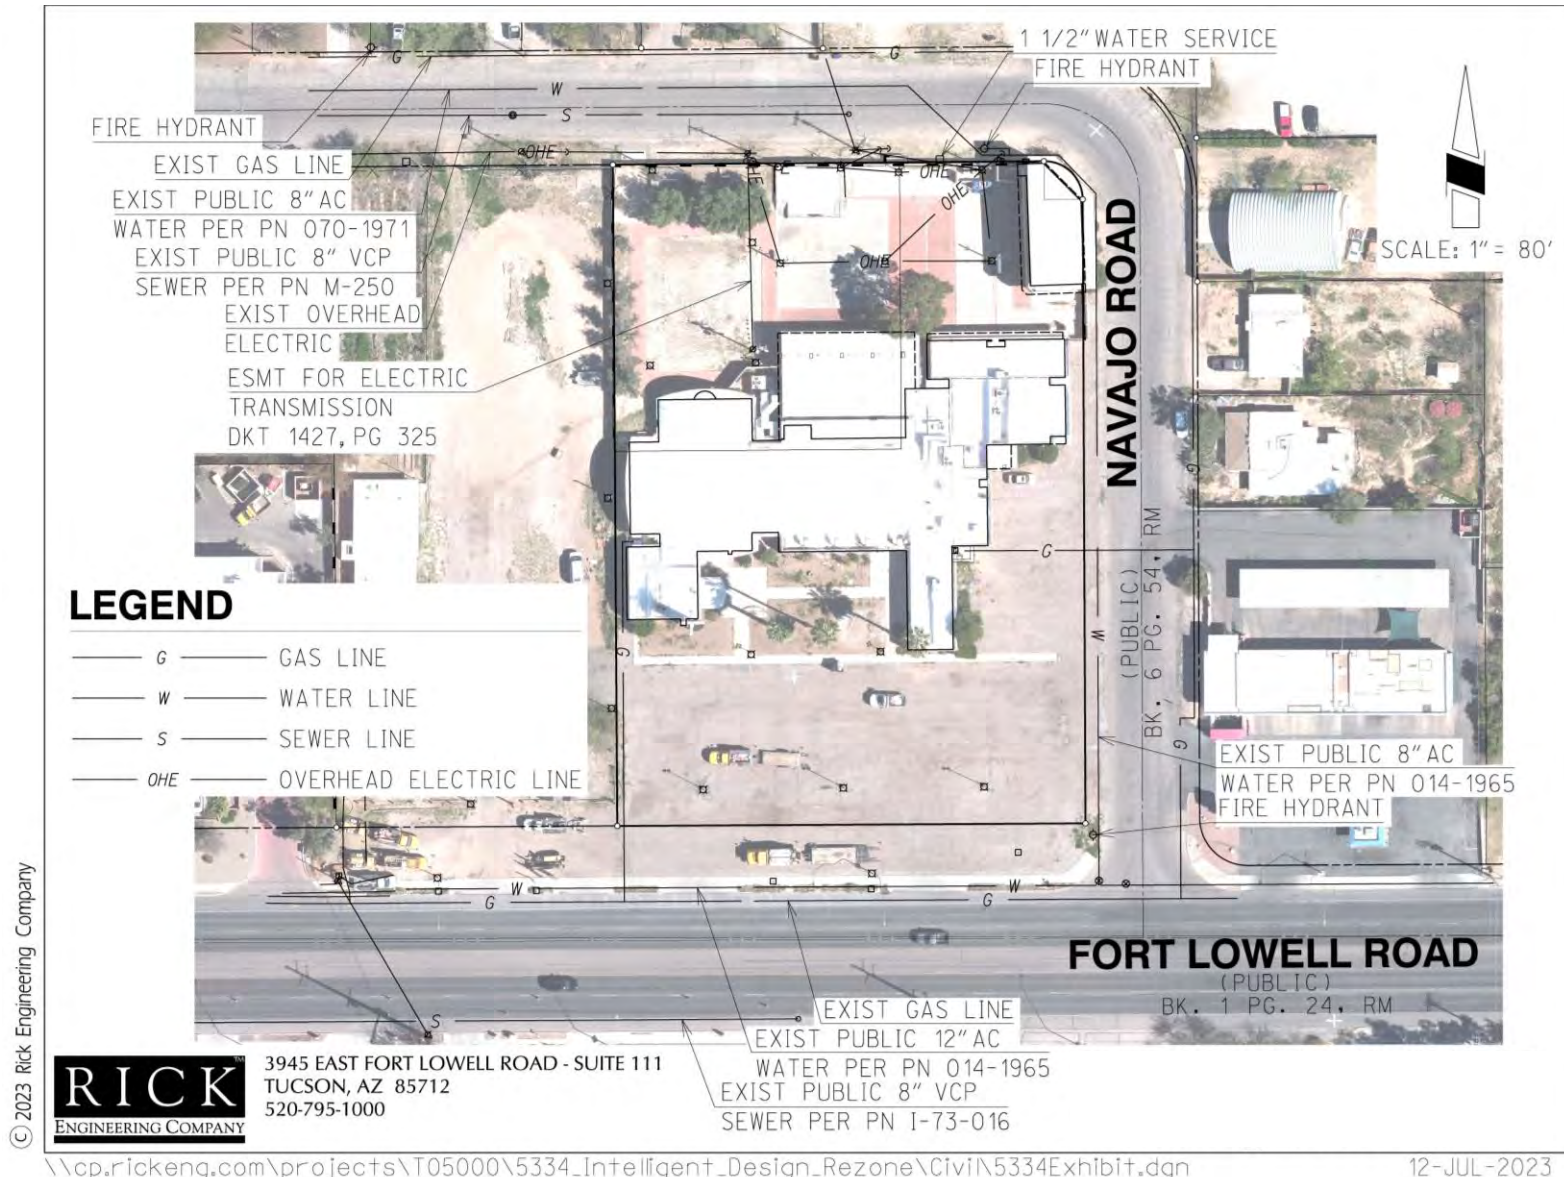 1 1/2" WATER SERVICE
FIRE HYDRANT
G
W
S
FIRE HYDRANT
OHE
EXIST GAS LINE
OHE
OHE
OHE
EXIST PUBLIC 8" AC
WATER PER PN 070-1971
EXIST PUBLIC 8" VCP
SEWER PER PN M-250
EXIST OVERHEAD
ELECTRIC
OHE
SCALE: 1" = 80'
ESMT FOR ELECTRIC
TRANSMISSION
DKT 1427, PG 325
NAVAJO ROAD
(PUBLIC)
BK. 6 PG. 54, RM
G
G
W
G
G
LEGEND
G GAS LINE
W WATER LINE
S SEWER LINE
OHE OVERHEAD ELECTRIC LINE
EXIST PUBLIC 8" AC
WATER PER PN 014-1965
FIRE HYDRANT
W
W
G
G
FORT LOWELL ROAD
(PUBLIC)
BK. 1 PG. 24, RM
S
EXIST GAS LINE
EXIST PUBLIC 12" AC
WATER PER PN 014-1965
EXIST PUBLIC 8" VCP
SEWER PER PN I-73-016
RICK™
ENGINEERING COMPANY
3945 EAST FORT LOWELL ROAD - SUITE 111
TUCSON, AZ 85712
520-795-1000
© 2023 Rick Engineering Company
\\cp.rickeng.com\projects\T05000\5334_Intelligent_Design_Rezone\Civil\5334Exhibit.dgn
12-JUL-2023